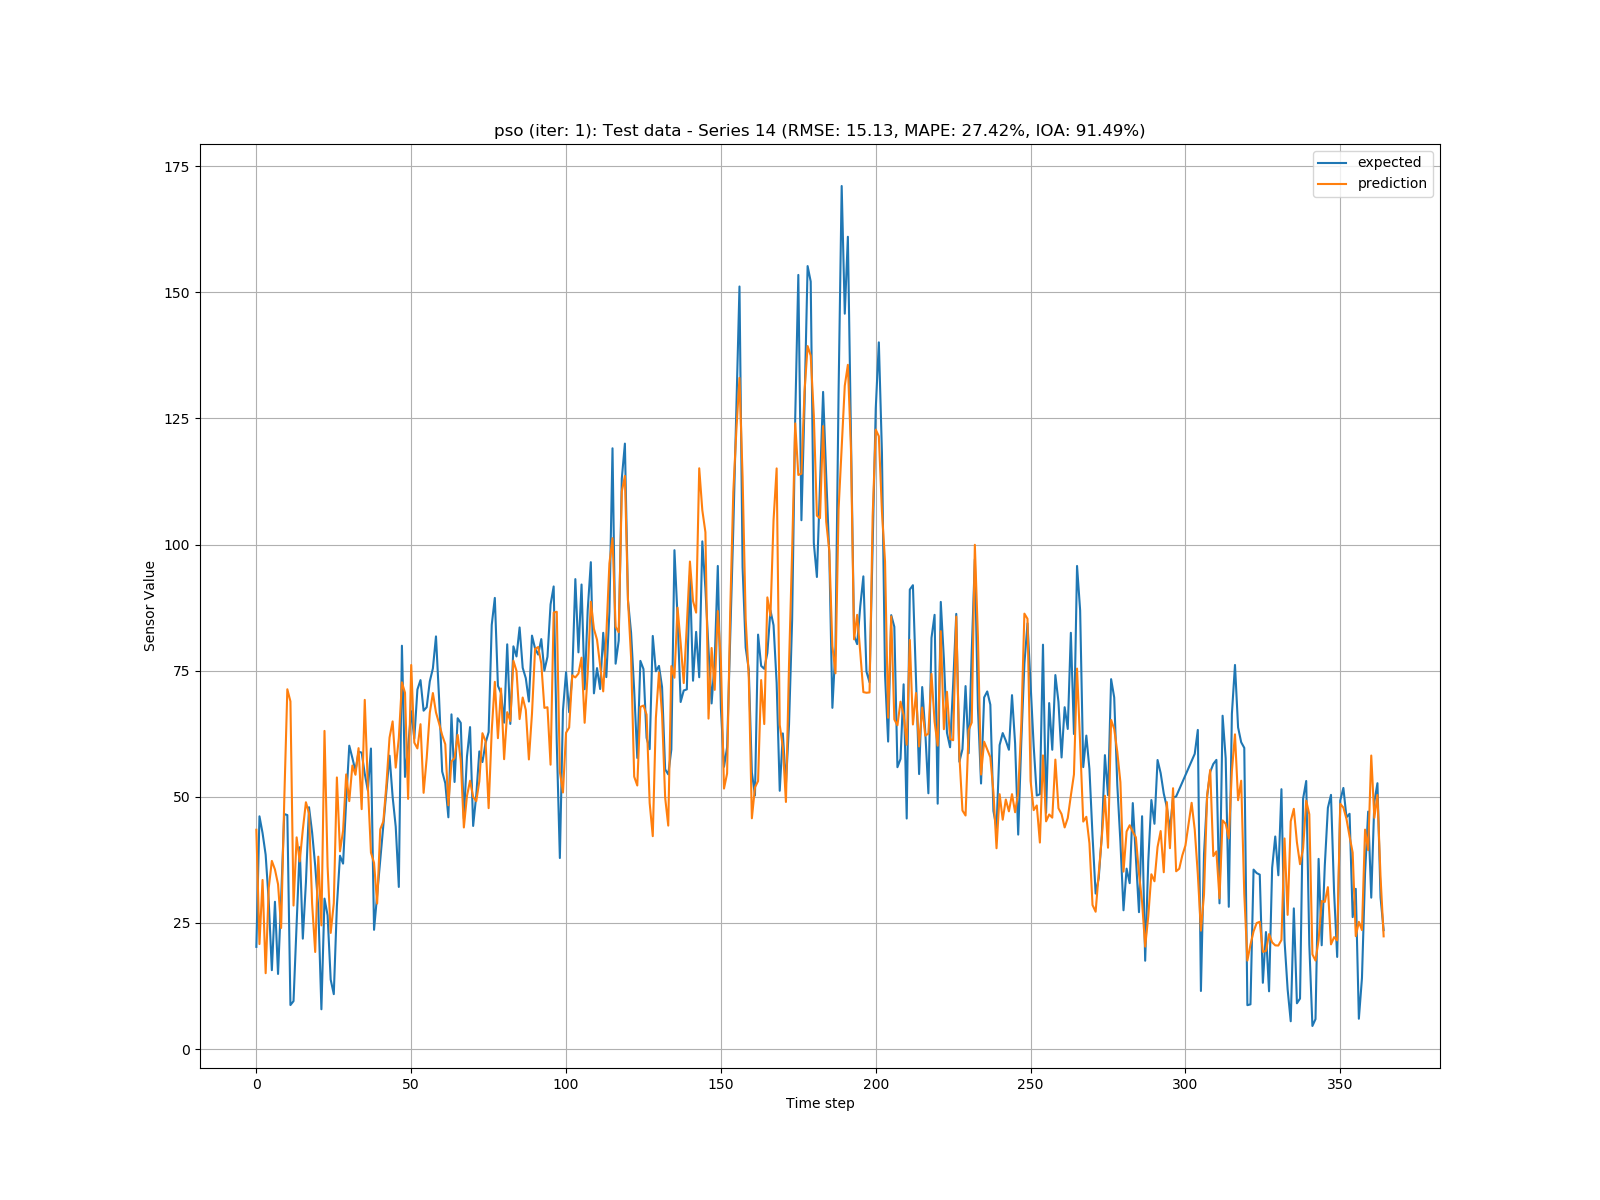 pso (iter: 1): Test data - Series 14 (RMSE: 15.13, MAPE: 27.42%, IOA: 91.49%)
expected
prediction
175
150
125
100
75
50
25
0
Sensor Value
0 50 100 150 200 250 300 350
Time step